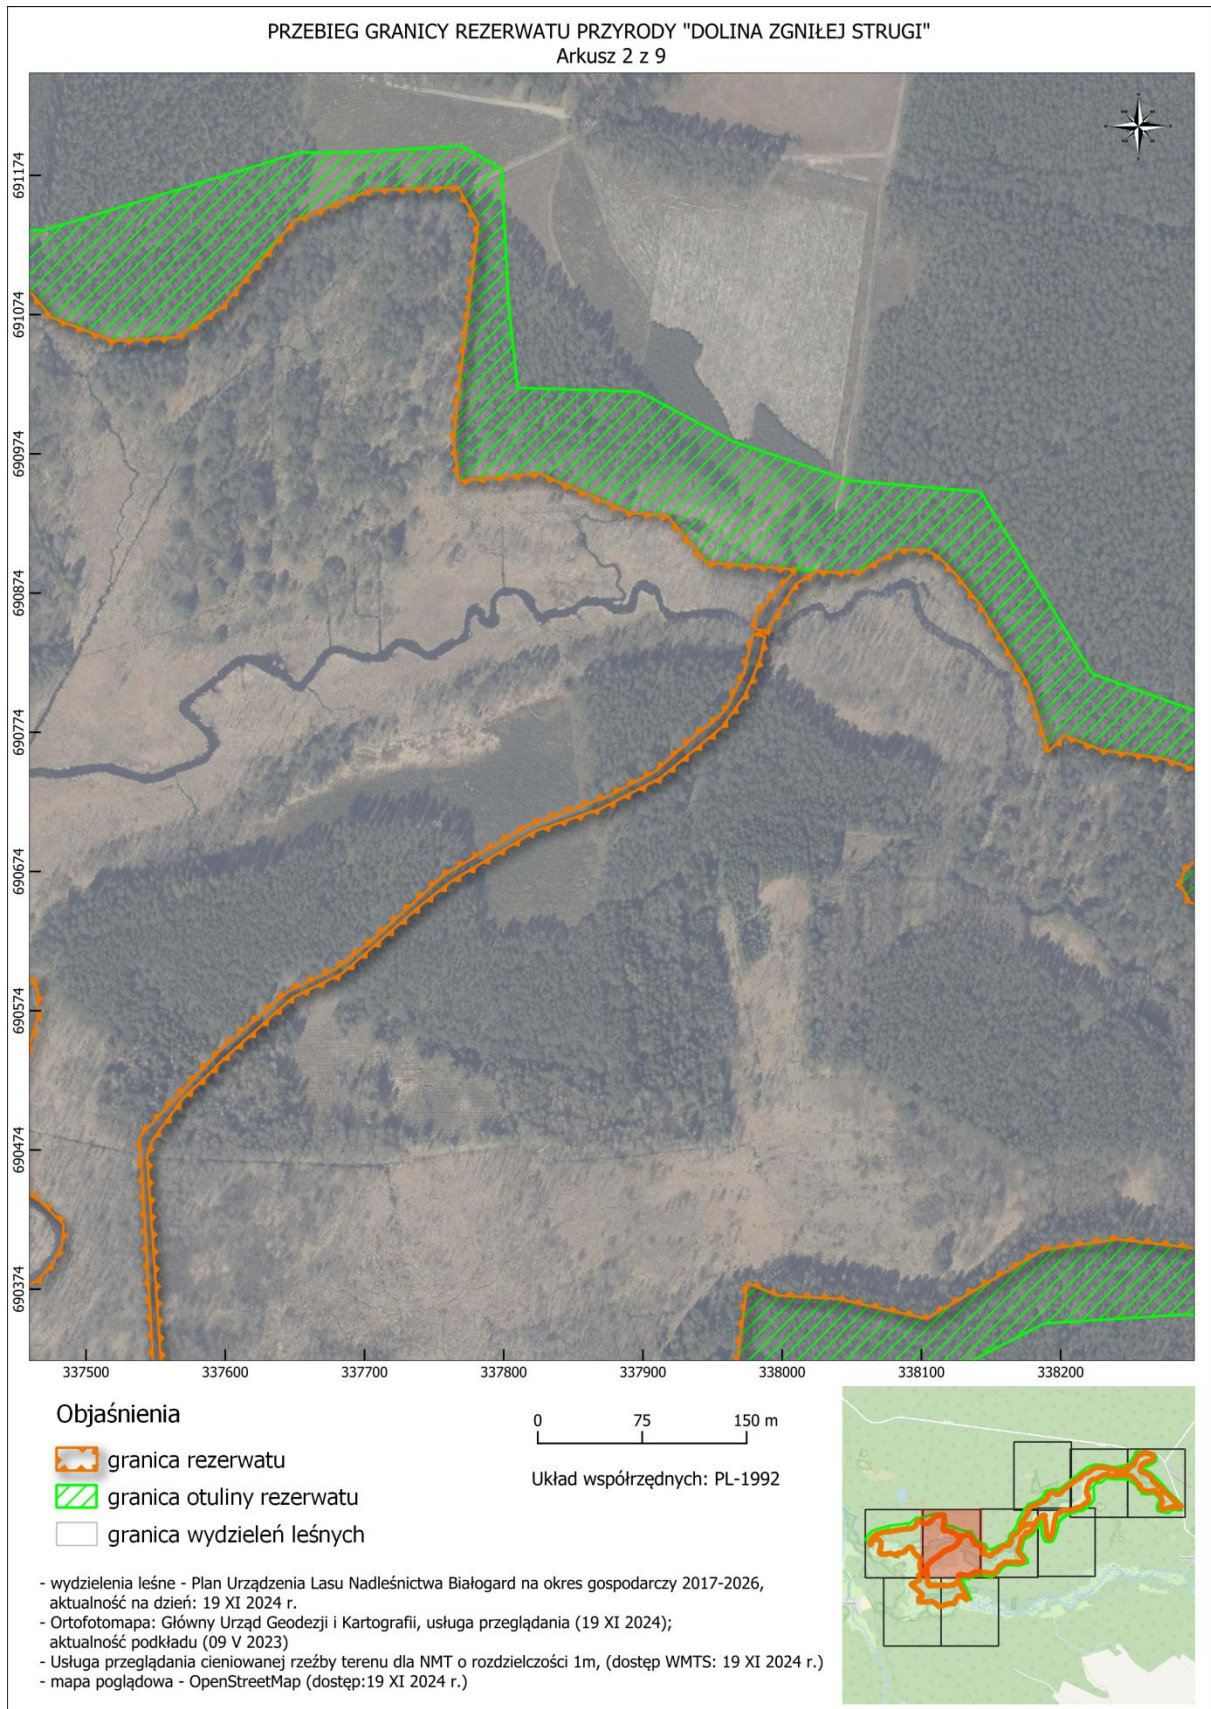 PRZEBIEG GRANICY REZERWATU PRZYRODY "DOLINA ZGNIŁEJ STRUGI"
Arkusz 2 z 9
691174
691074
690974
690874
690774
690674
690574
690474
690374
337500 337600 337700 337800 337900 338000 338100 338200
Objaśnienia
granica rezerwatu
granica otuliny rezerwatu
granica wydzieleń leśnych
0 75 150 m
Układ współrzędnych: PL-1992
- wydzielenia leśne - Plan Urządzenia Lasu Nadleśnictwa Białogard na okres gospodarczy 2017-2026,
aktualność na dzień: 19 XI 2024 r.
- Ortofotomapa: Główny Urząd Geodezji i Kartografii, usługa przeglądania (19 XI 2024);
aktualność podkładu (09 V 2023)
- Usługa przeglądania cieniowanej rzeźby terenu dla NMT o rozdzielczości 1m, (dostęp WMTS: 19 XI 2024 r.)
- mapa poglądowa - OpenStreetMap (dostęp:19 XI 2024 r.)